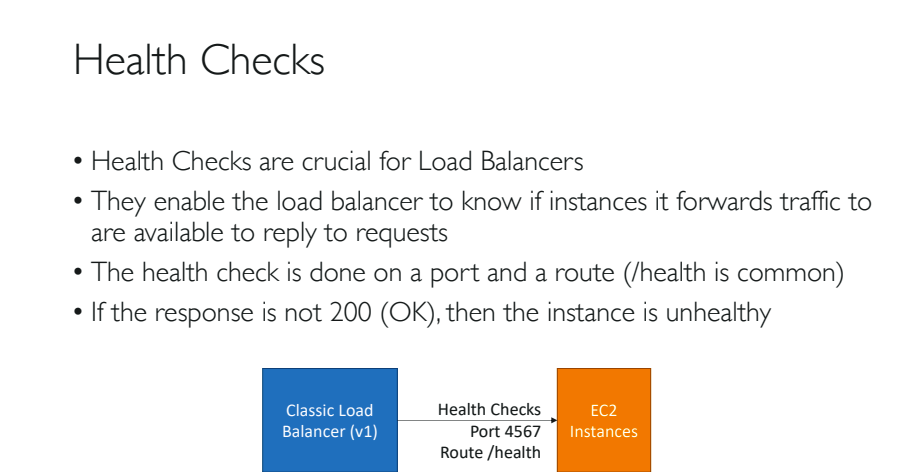 Health Checks
• Health Checks are crucial for Load Balancers
• They enable the load balancer to know if instances it forwards traffic to
are available to reply to requests
• The health check is done on a port and a route (/health is common)
• If the response is not 200 (OK), then the instance is unhealthy
Classic Load
Balancer (v1)
Health Checks
Port 4567
Route /health
EC2
Instances